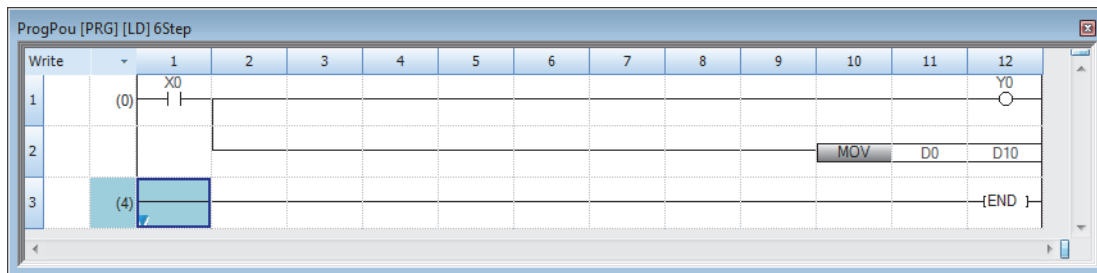 ProgPou [PRG] [LD] 6Step
Write 1 2 3 4 5 6 7 8 9 10 11 12
X0 Y0
1 (0)
2 MOV D0 D10
3 (4) [END ]